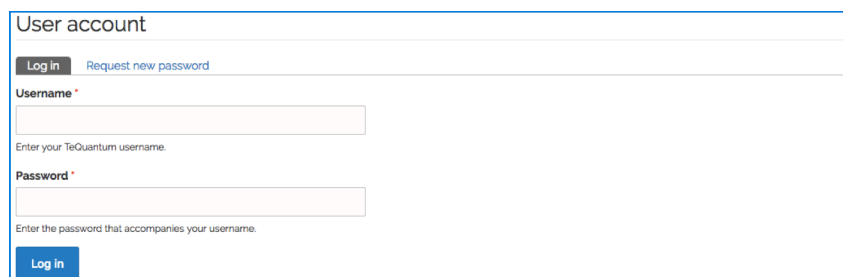 User account
Log in Request new password
Username *
Enter your TeQuantum username.
Password *
Enter the password that accompanies your username.
Log in